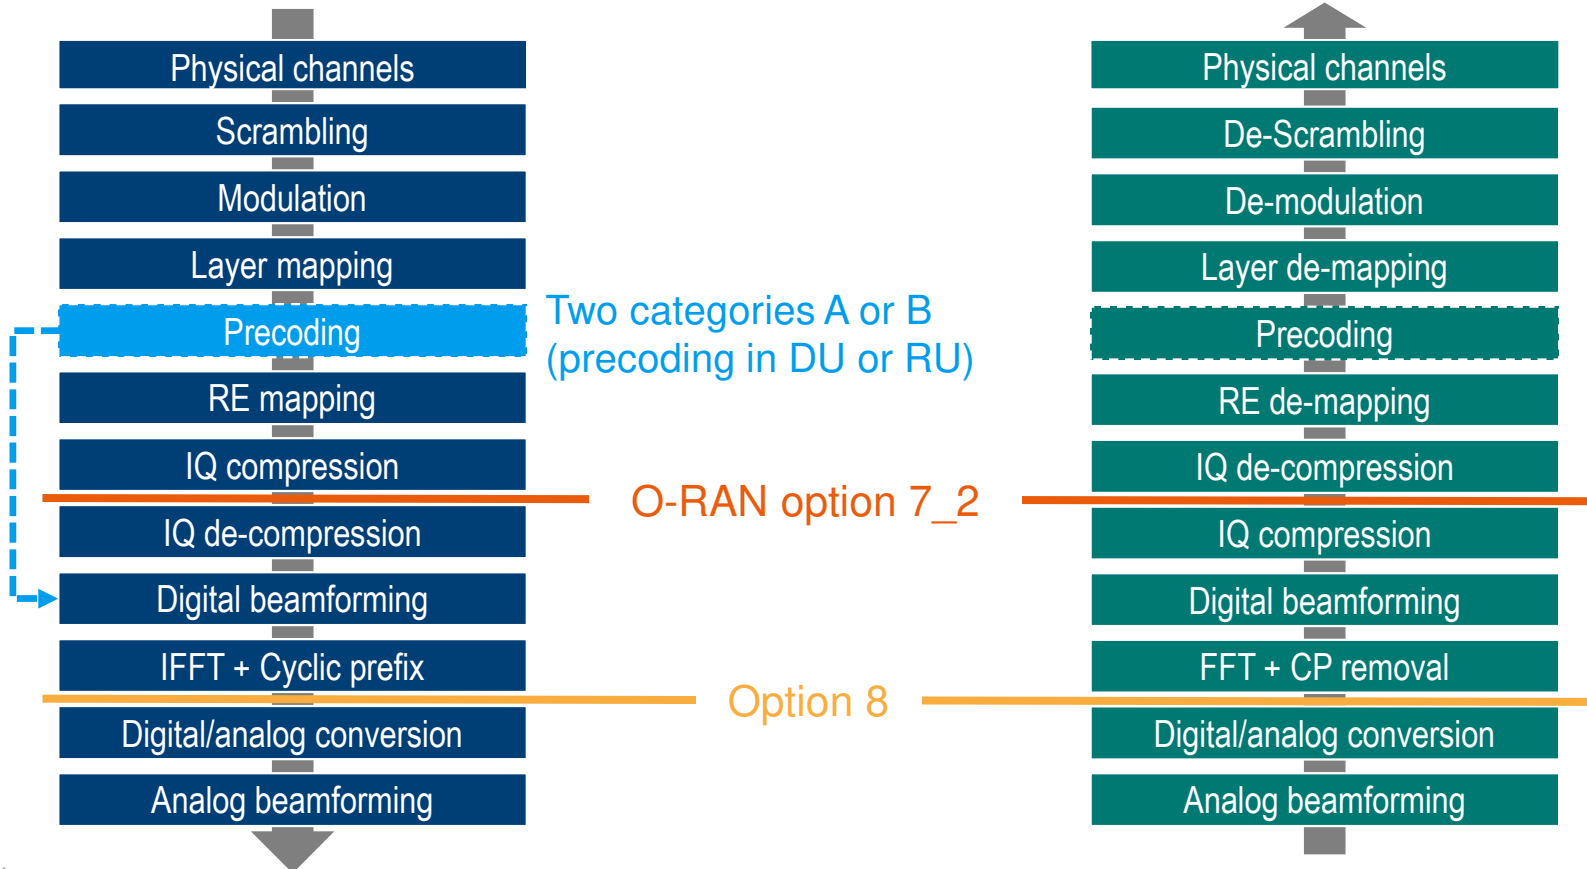 Physical channels
Scrambling
Modulation
Layer mapping
Precoding
RE mapping
IQ compression
IQ de-compression
Digital beamforming
IFFT + Cyclic prefix
Digital/analog conversion
Analog beamforming
Two categories A or B
(precoding in DU or RU)
O-RAN option 7_2
Option 8
Physical channels
De-Scrambling
De-modulation
Layer de-mapping
Precoding
RE de-mapping
IQ de-compression
IQ compression
Digital beamforming
FFT + CP removal
Digital/analog conversion
Analog beamforming